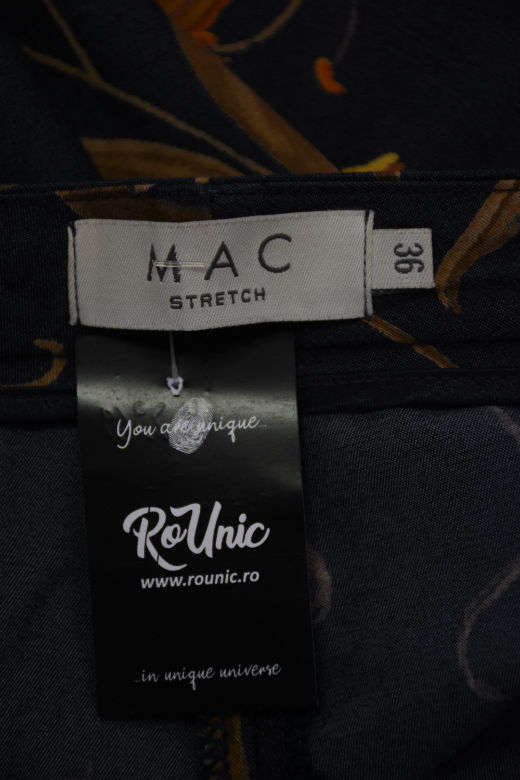 MAC
STRETCH
36
You are unique...
RoUnic
www.rounic.ro
...in unique universe